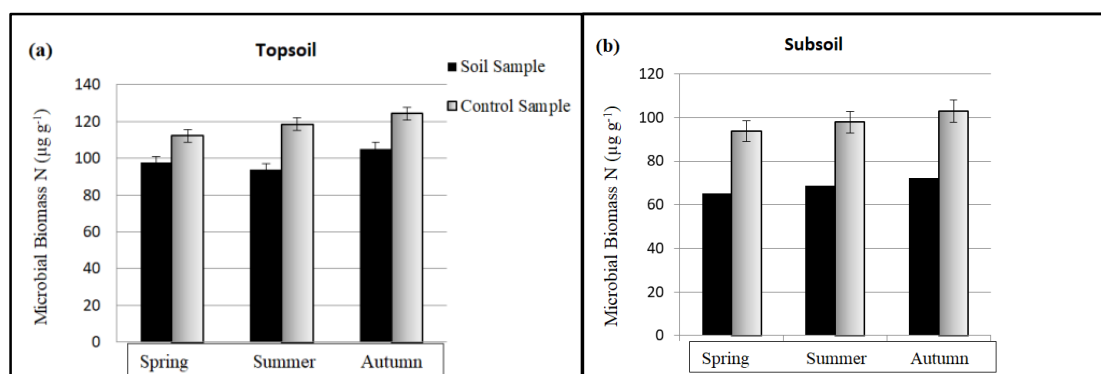 (a)
Topsoil
Soil Sample
Control Sample
Microbial Biomass N (µg g⁻¹)
140
120
100
80
60
40
20
0
Spring Summer Autumn
(b)
Subsoil
Microbial Biomass N (µg g⁻¹)
120
100
80
60
40
20
0
Spring Summer Autumn